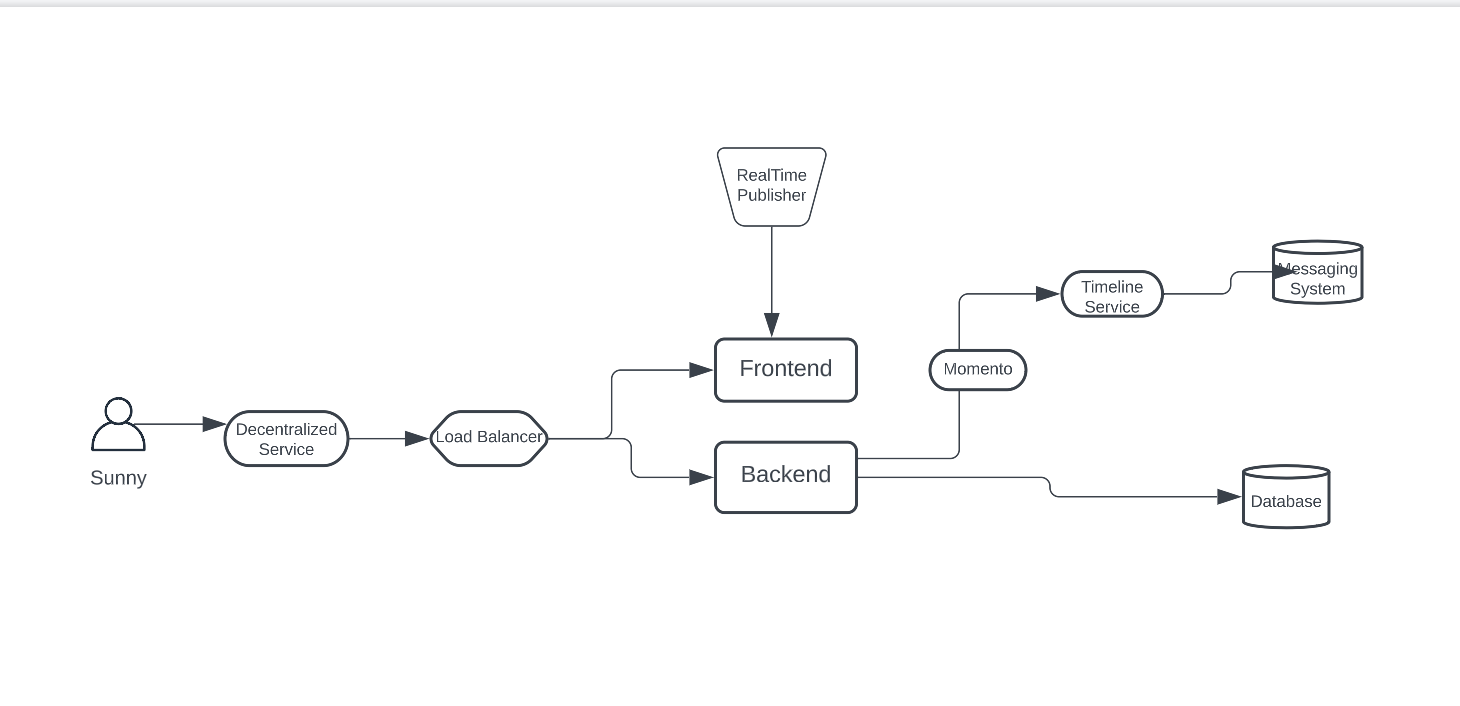 RealTime
Publisher
Messaging
System
Timeline
Service
Frontend
Momento
Decentralized
Service
Load Balancer
Backend
Sunny
Database